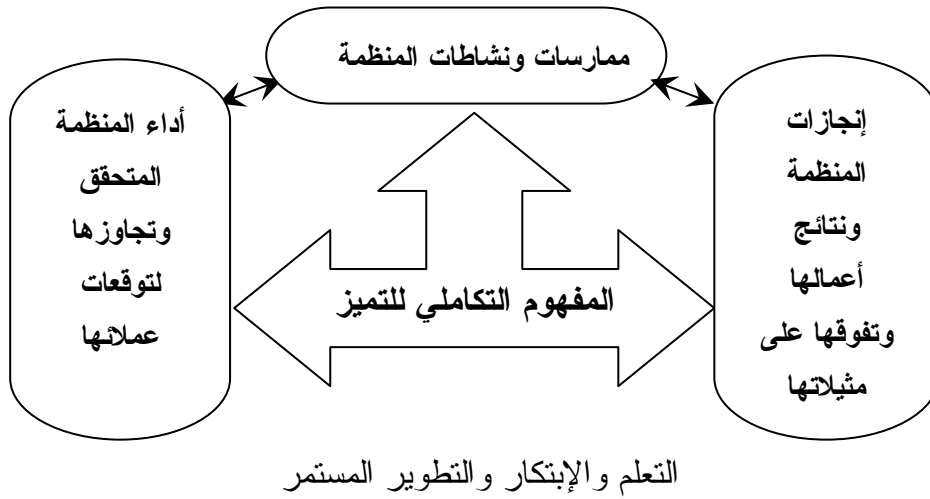 ممارسات ونشاطات المنظمة
إنجازات
المنظمة
ونتائج
أعمالها
وتفوقها على
مثيلاتها
المفهوم التكاملي للتميز
أداء المنظمة
المتحقق
وتجاوزها
لتوقعات
عملائها
التعلم والإبتكار والتطوير المستمر